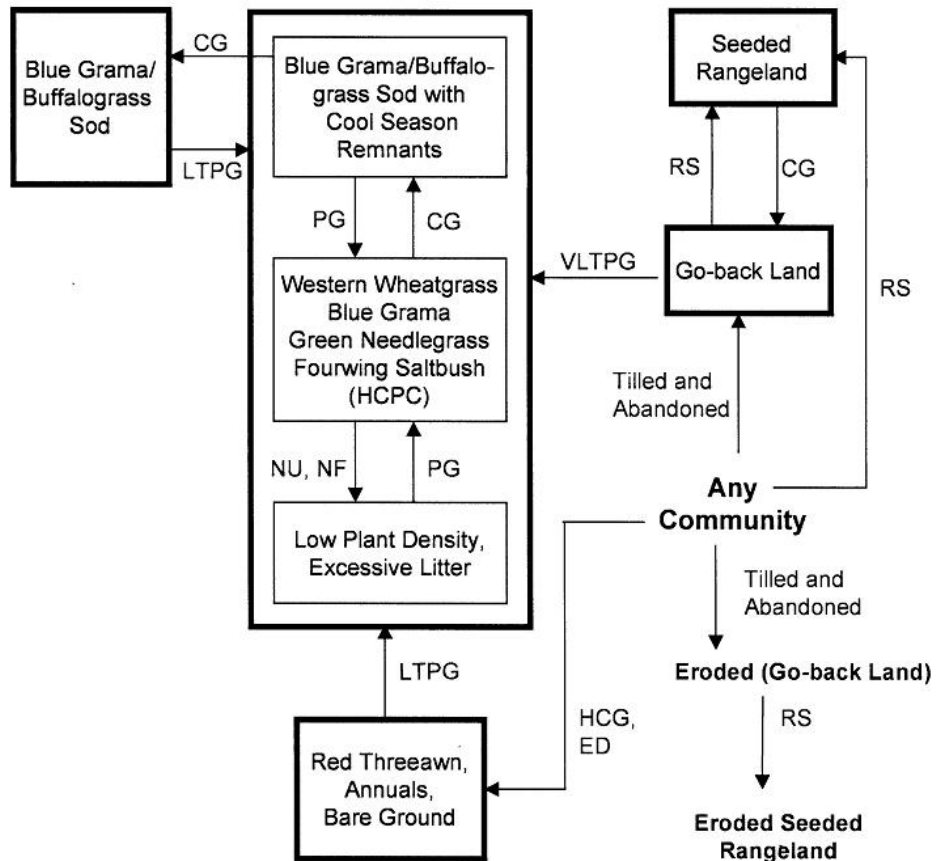 CG
Blue Grama/
Buffalograss
Sod
LTPG
Blue Grama/Buffalo-
grass Sod with
Cool Season
Remnants
PG
CG
Western Wheatgrass
Blue Grama
Green Needlegrass
Fourwing Saltbush
(HCPC)
NU, NF
PG
Low Plant Density,
Excessive Litter
LTPG
Red Threeawn,
Annuals,
Bare Ground
HCG,
ED
Seeded
Rangeland
RS
CG
VLTPG
Go-back Land
RS
Tilled and
Abandoned
Any
Community
Tilled and
Abandoned
Eroded (Go-back Land)
RS
Eroded Seeded
Rangeland